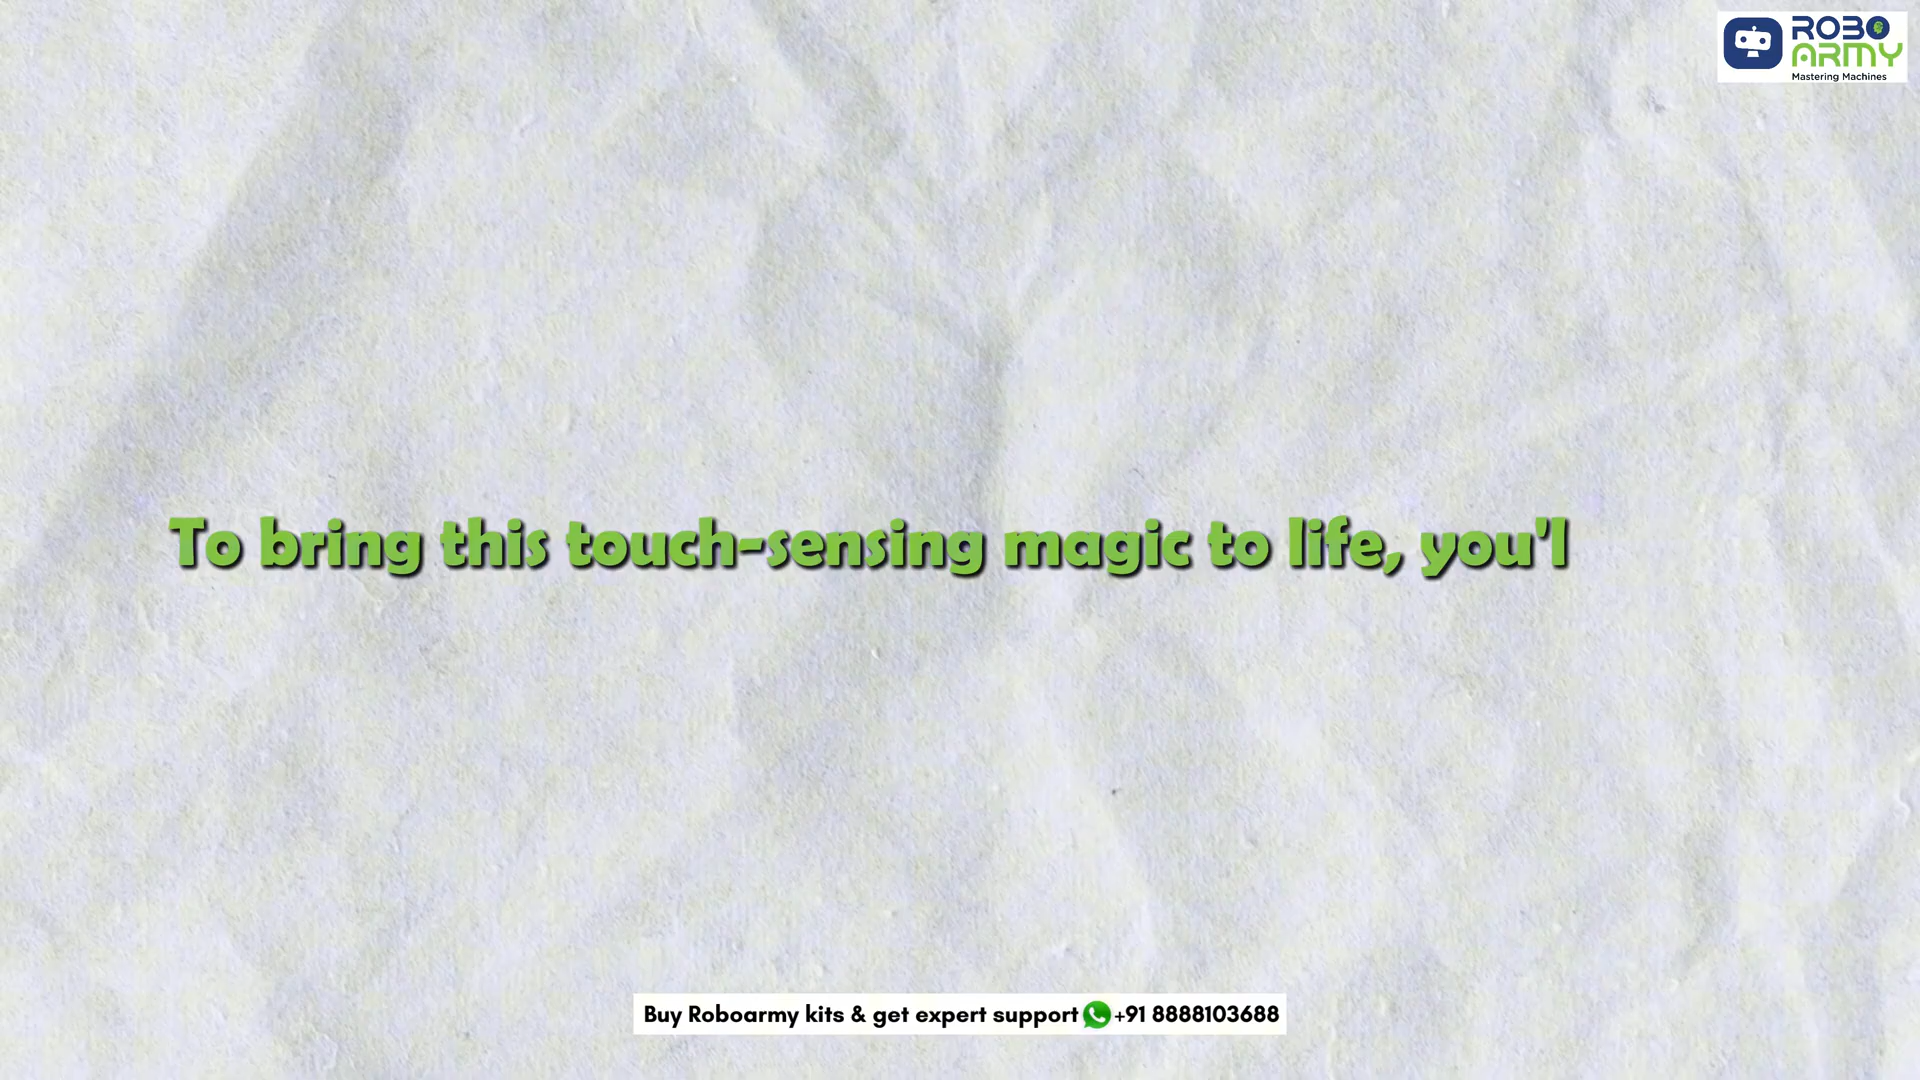 ROBO
ARMY
Mastering Machines
To bring this touch-sensing magic to life, you'l
Buy Roboarmy kits & get expert support +91 8888103688